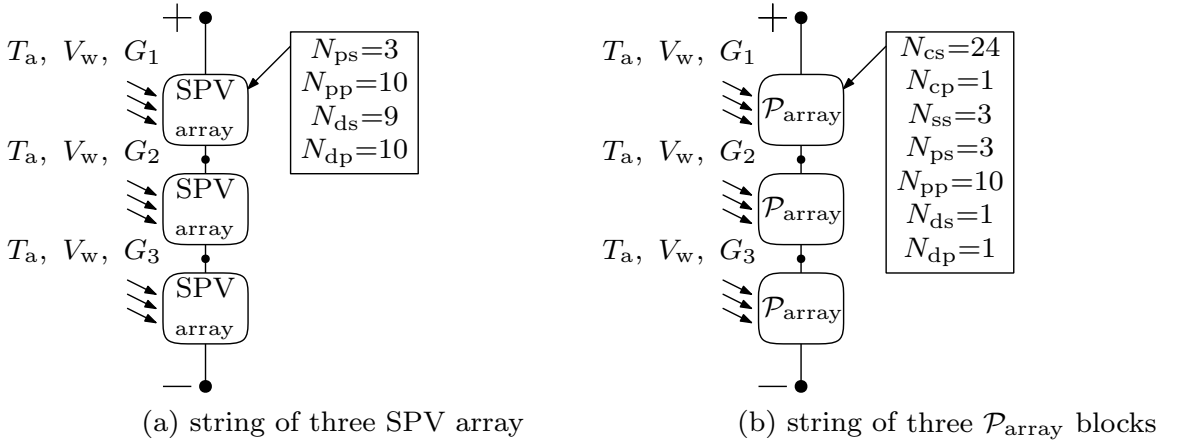 +
T_a, V_w, G_1
SPV
array
N_ps=3
N_pp=10
N_ds=9
N_dp=10
T_a, V_w, G_2
SPV
array
T_a, V_w, G_3
SPV
array
—
(a) string of three SPV array
+
T_a, V_w, G_1
𝒫_array
N_cs=24
N_cp=1
N_ss=3
N_ps=3
N_pp=10
N_ds=1
N_dp=1
T_a, V_w, G_2
𝒫_array
T_a, V_w, G_3
𝒫_array
—
(b) string of three 𝒫_array blocks